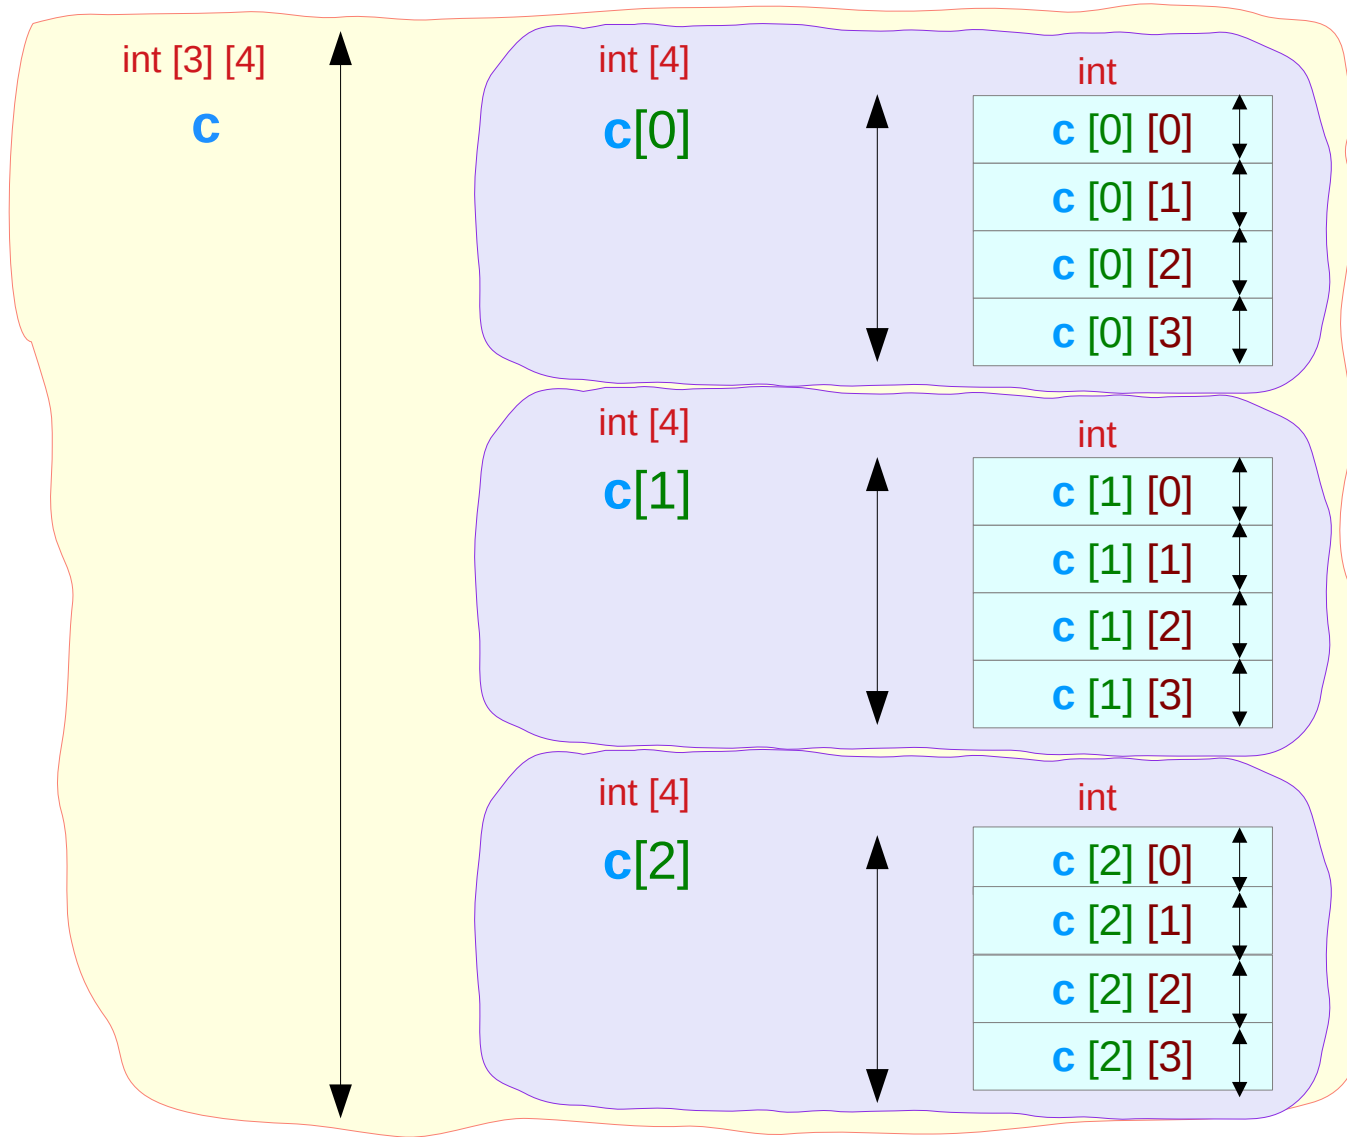 int [3] [4]
c
int [4]
c[0]
int
c [0] [0]
c [0] [1]
c [0] [2]
c [0] [3]
int [4]
c[1]
int
c [1] [0]
c [1] [1]
c [1] [2]
c [1] [3]
int [4]
c[2]
int
c [2] [0]
c [2] [1]
c [2] [2]
c [2] [3]